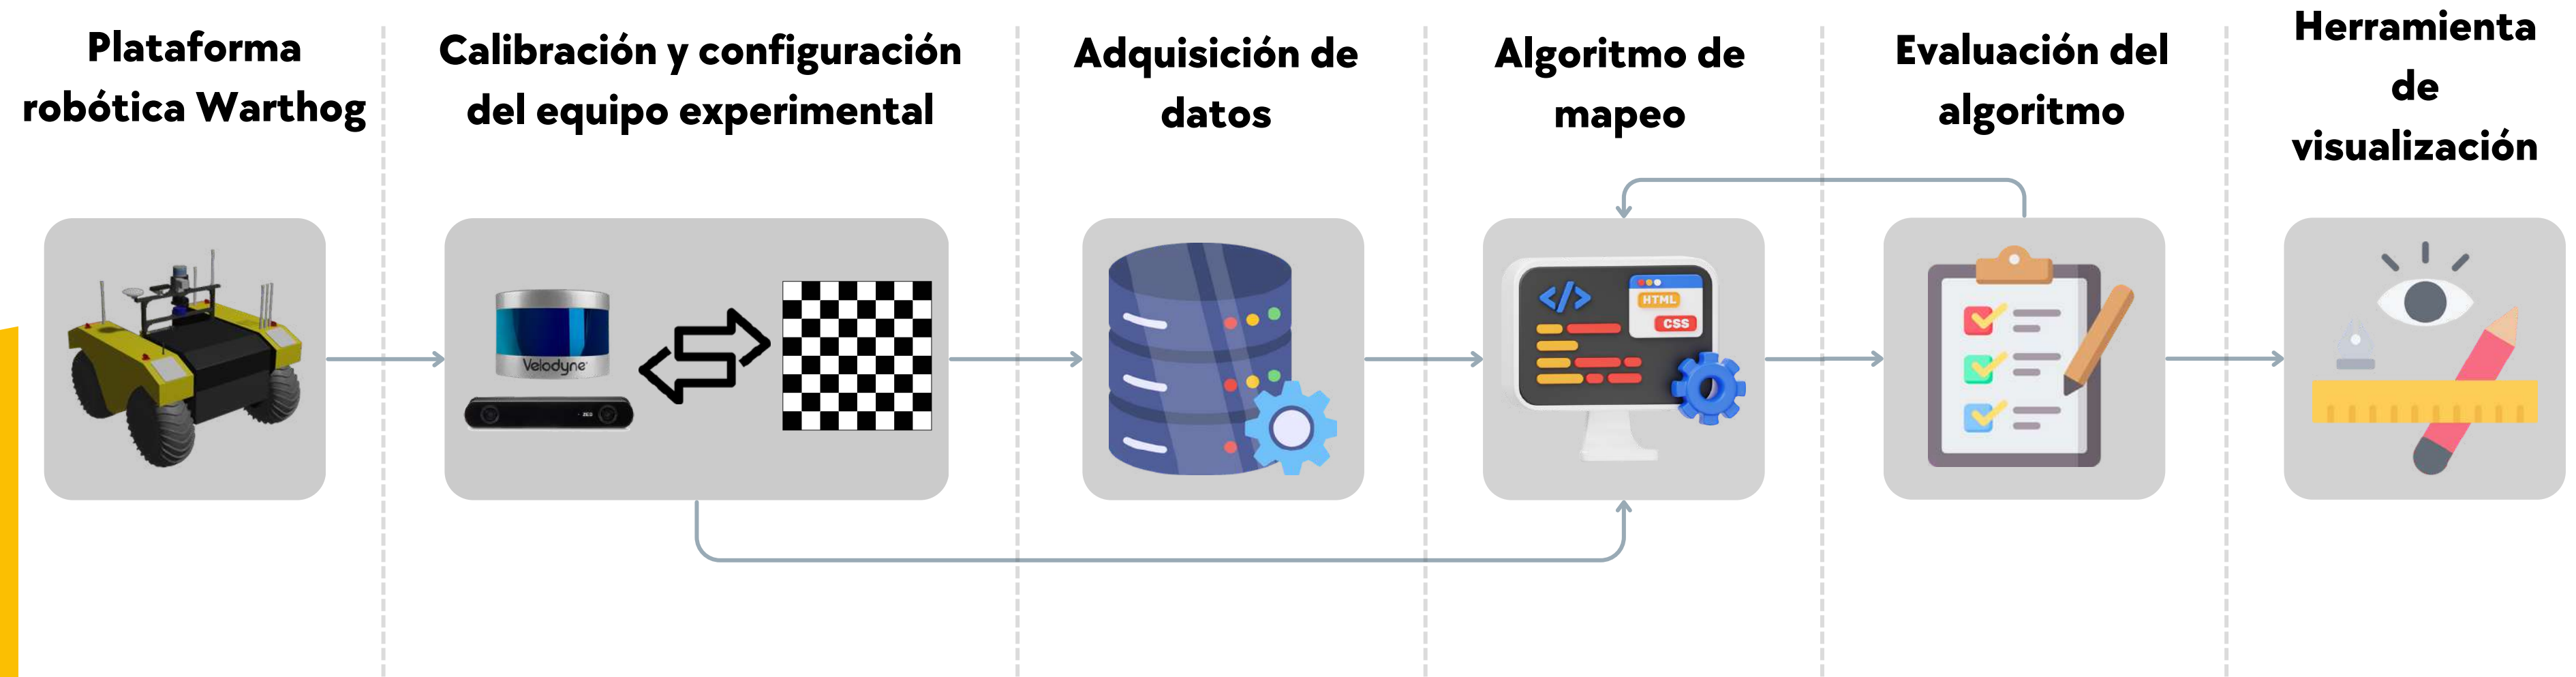 Plataforma
robótica Warthog
Calibración y configuración
del equipo experimental
Adquisición de
datos
Algoritmo de
mapeo
Evaluación del
algoritmo
Herramienta
de
visualización
Velodyne
</>
HTML
CSS